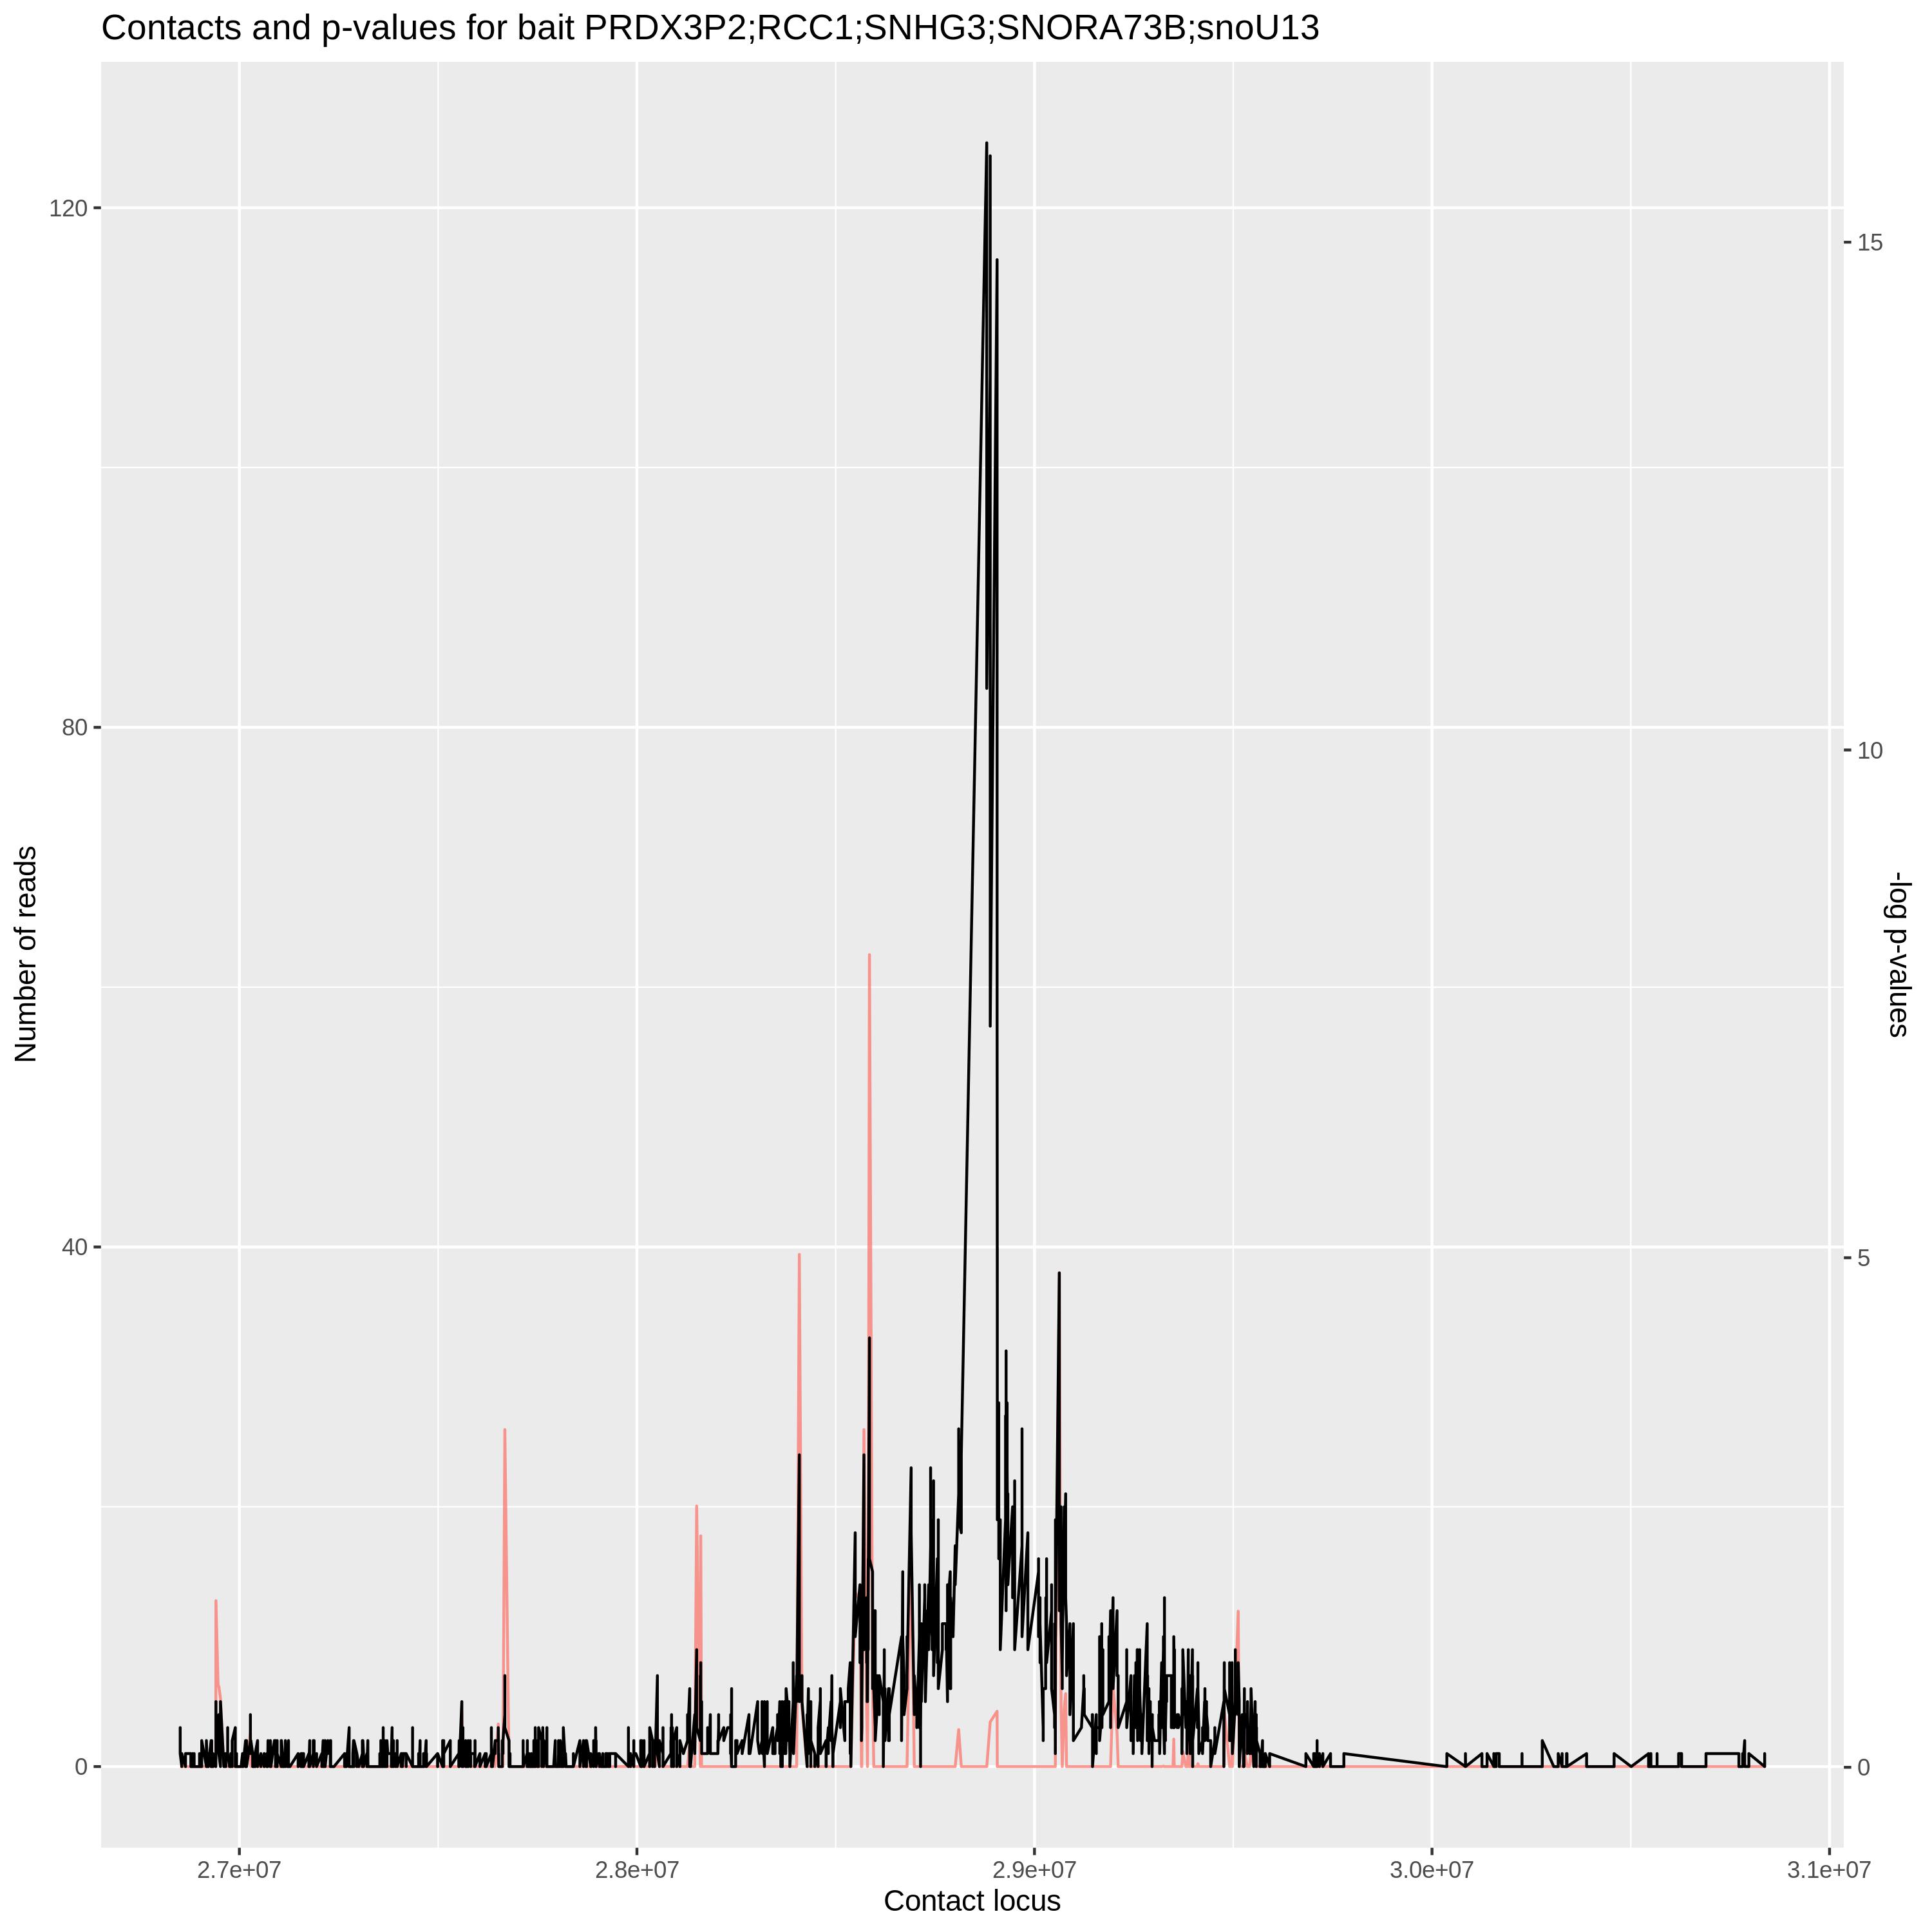 Contacts and p-values for bait PRDX3P2;RCC1;SNHG3;SNORA73B;snoU13
120
80
40
0
Number of reads
15
10
5
0
-log p-values
2.7e+07
2.8e+07
2.9e+07
3.0e+07
3.1e+07
Contact locus